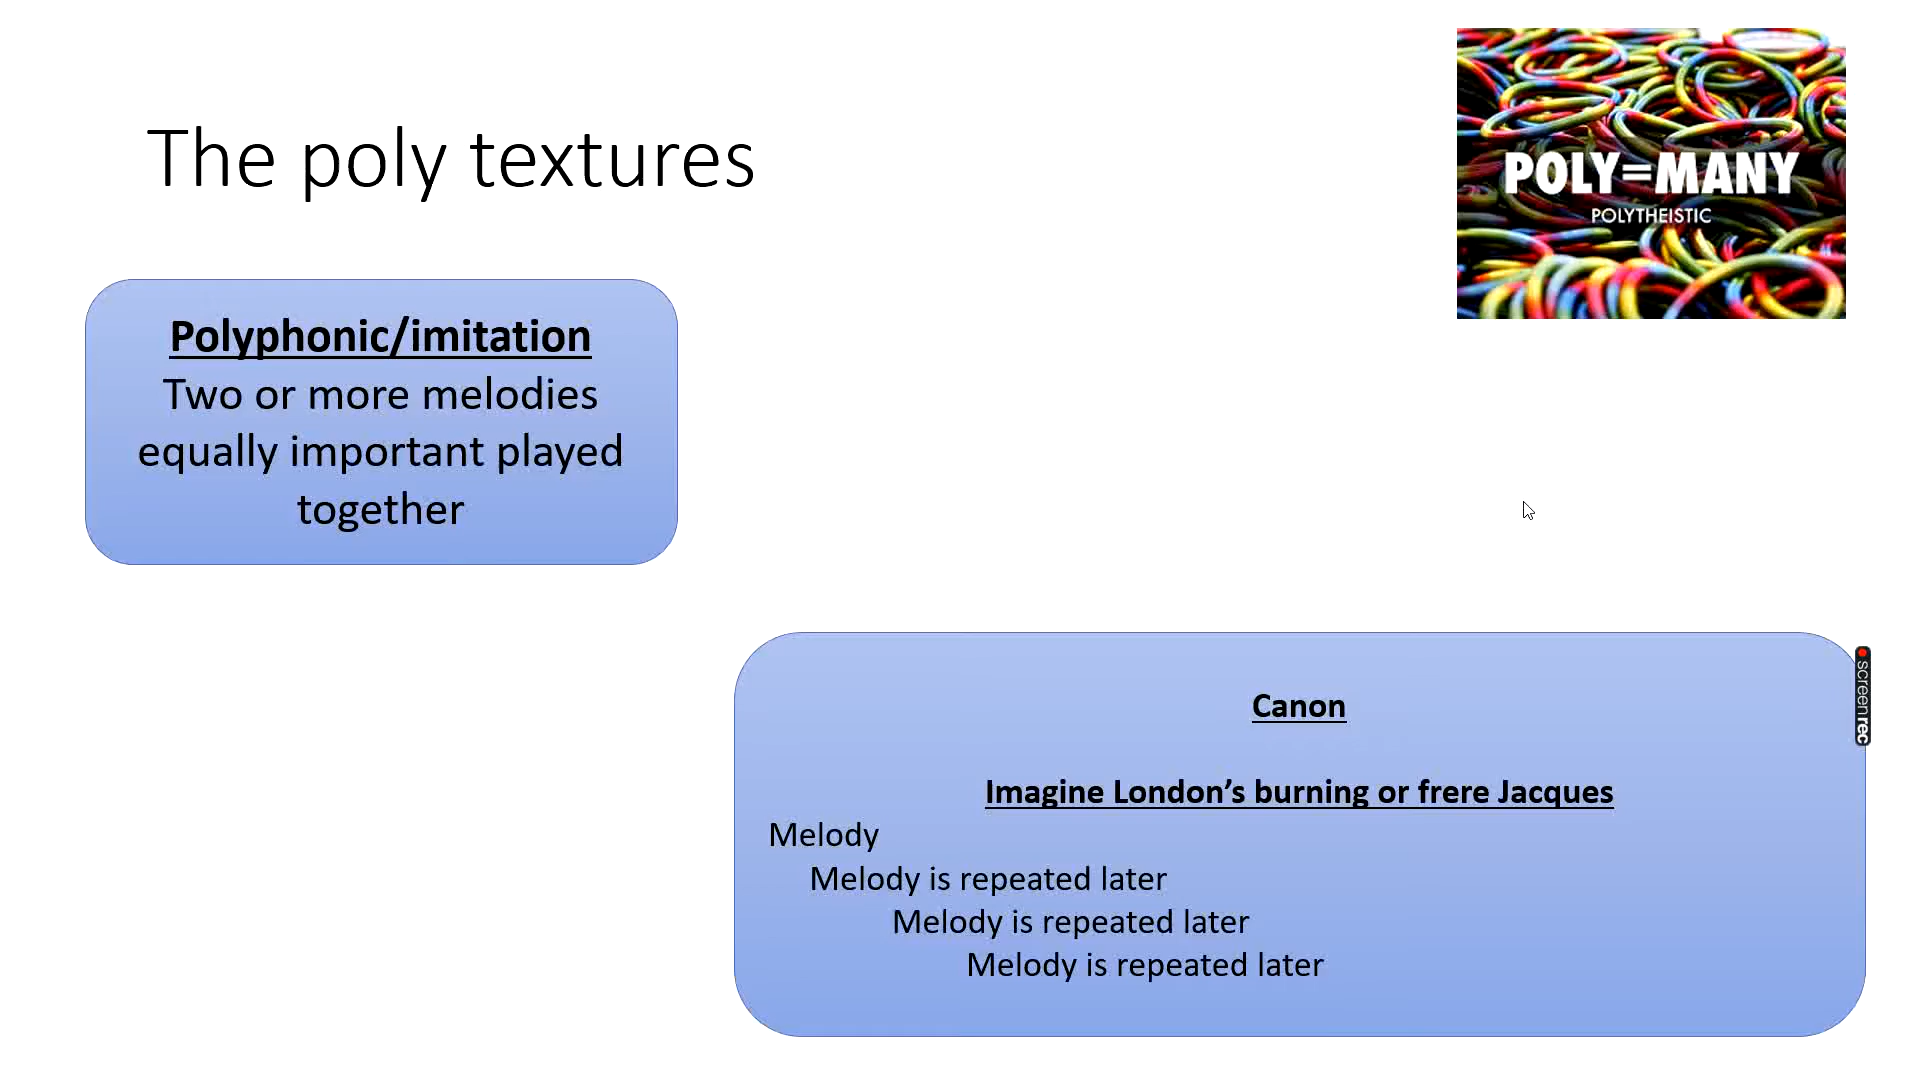 The poly textures
POLY=MANY
POLYTHEISTIC
Polyphonic/imitation
Two or more melodies
equally important played
together
Canon
Imagine London’s burning or frere Jacques
Melody
Melody is repeated later
Melody is repeated later
Melody is repeated later
screenrec